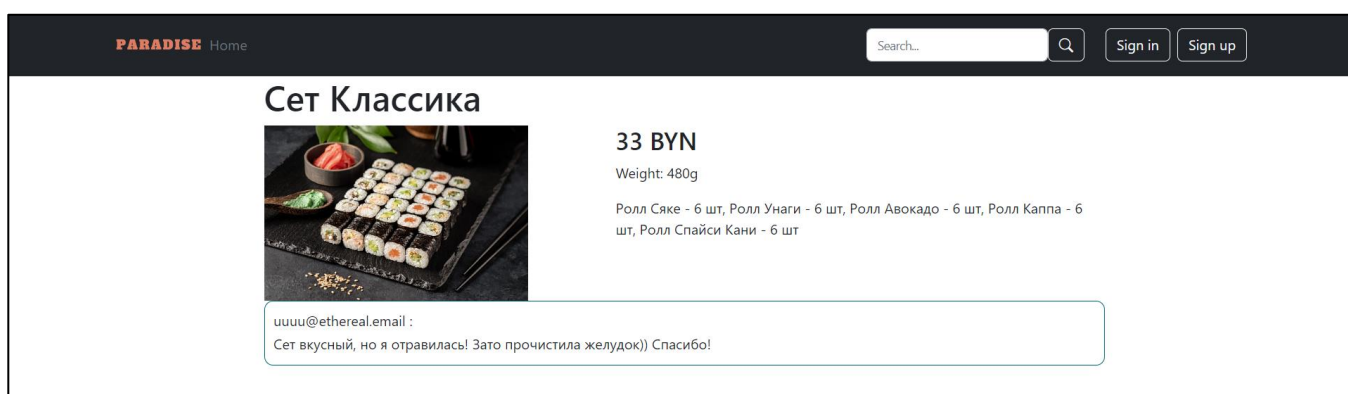 PARADISE Home Search... Sign in Sign up
Сет Классика
33 BYN
Weight: 480g
Ролл Сяке - 6 шт, Ролл Унаги - 6 шт, Ролл Авокадо - 6 шт, Ролл Каппа - 6
шт, Ролл Спайси Кани - 6 шт
uuuu@ethereal.email :
Сет вкусный, но я отравилась! Зато прочистила желудок)) Спасибо!